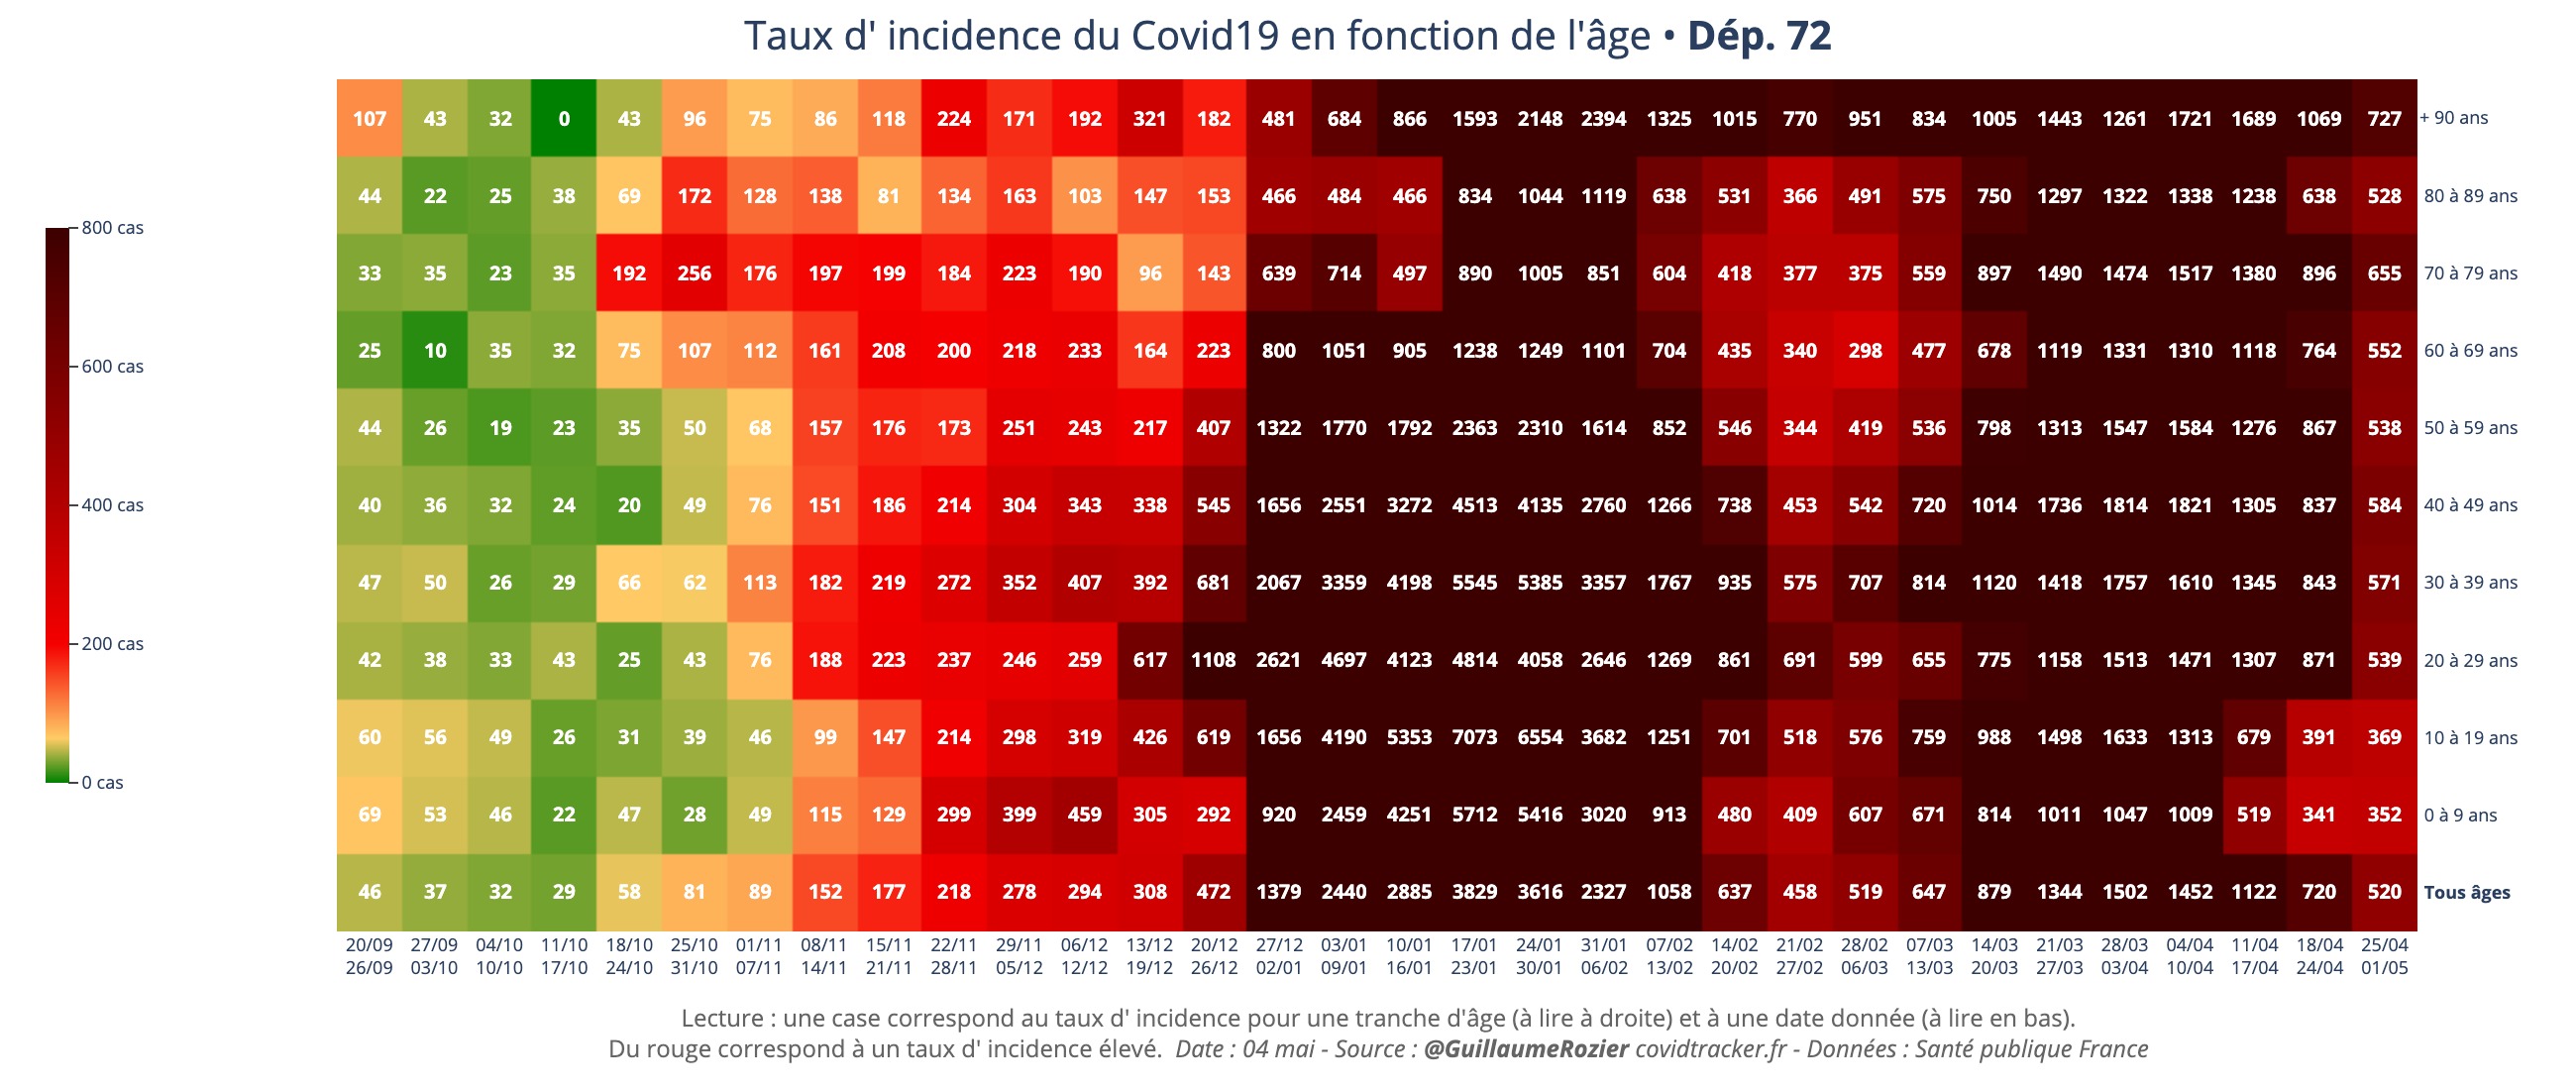 Taux d' incidence du Covid19 en fonction de l'âge • Dép. 72
107 43 32 0 43 96 75 86 118 224 171 192 321 182 481 684 866 1593 2148 2394 1325 1015 770 951 834 1005 1443 1261 1721 1689 1069 727 + 90 ans
44 22 25 38 69 172 128 138 81 134 163 103 147 153 466 484 466 834 1044 1119 638 531 366 491 575 750 1297 1322 1338 1238 638 528 80 à 89 ans
800 cas
33 35 23 35 192 256 176 197 199 184 223 190 96 143 639 714 497 890 1005 851 604 418 377 375 559 897 1490 1474 1517 1380 896 655 70 à 79 ans
25 10 35 32 75 107 112 161 208 200 218 233 164 223 800 1051 905 1238 1249 1101 704 435 340 298 477 678 1119 1331 1310 1118 764 552 60 à 69 ans
600 cas
44 26 19 23 35 50 68 157 176 173 251 243 217 407 1322 1770 1792 2363 2310 1614 852 546 344 419 536 798 1313 1547 1584 1276 867 538 50 à 59 ans
400 cas
40 36 32 24 20 49 76 151 186 214 304 343 338 545 1656 2551 3272 4513 4135 2760 1266 738 453 542 720 1014 1736 1814 1821 1305 837 584 40 à 49 ans
47 50 26 29 66 62 113 182 219 272 352 407 392 681 2067 3359 4198 5545 5385 3357 1767 935 575 707 814 1120 1418 1757 1610 1345 843 571 30 à 39 ans
200 cas
42 38 33 43 25 43 76 188 223 237 246 259 617 1108 2621 4697 4123 4814 4058 2646 1269 861 691 599 655 775 1158 1513 1471 1307 871 539 20 à 29 ans
60 56 49 26 31 39 46 99 147 214 298 319 426 619 1656 4190 5353 7073 6554 3682 1251 701 518 576 759 988 1498 1633 1313 679 391 369 10 à 19 ans
0 cas
69 53 46 22 47 28 49 115 129 299 399 459 305 292 920 2459 4251 5712 5416 3020 913 480 409 607 671 814 1011 1047 1009 519 341 352 0 à 9 ans
46 37 32 29 58 81 89 152 177 218 278 294 308 472 1379 2440 2885 3829 3616 2327 1058 637 458 519 647 879 1344 1502 1452 1122 720 520 Tous âges
20/09 27/09 04/10 11/10 18/10 25/10 01/11 08/11 15/11 22/11 29/11 06/12 13/12 20/12 27/12 03/01 10/01 17/01 24/01 31/01 07/02 14/02 21/02 28/02 07/03 14/03 21/03 28/03 04/04 11/04 18/04 25/04
26/09 03/10 10/10 17/10 24/10 31/10 07/11 14/11 21/11 28/11 05/12 12/12 19/12 26/12 02/01 09/01 16/01 23/01 30/01 06/02 13/02 20/02 27/02 06/03 13/03 20/03 27/03 03/04 10/04 17/04 24/04 01/05
Lecture : une case correspond au taux d' incidence pour une tranche d'âge (à lire à droite) et à une date donnée (à lire en bas).
Du rouge correspond à un taux d' incidence élevé. Date : 04 mai - Source : @GuillaumeRozier covidtracker.fr - Données : Santé publique France